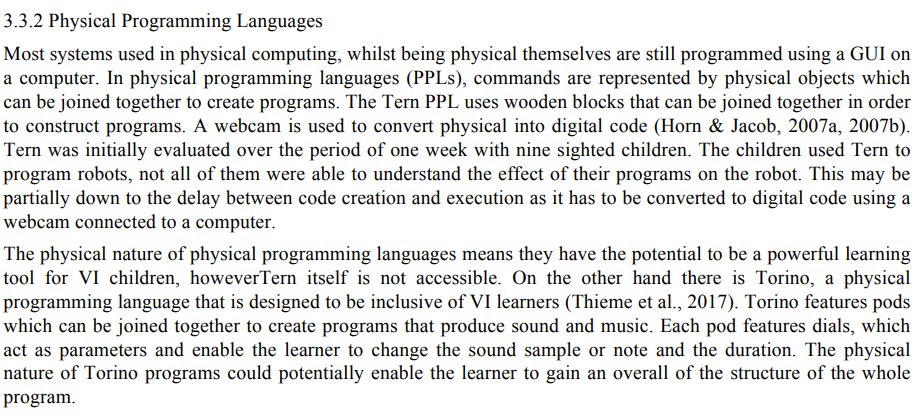 3.3.2 Physical Programming Languages
Most systems used in physical computing, whilst being physical themselves are still programmed using a GUI on
a computer. In physical programming languages (PPLs), commands are represented by physical objects which
can be joined together to create programs. The Tern PPL uses wooden blocks that can be joined together in order
to construct programs. A webcam is used to convert physical into digital code (Horn & Jacob, 2007a, 2007b).
Tern was initially evaluated over the period of one week with nine sighted children. The children used Tern to
program robots, not all of them were able to understand the effect of their programs on the robot. This may be
partially down to the delay between code creation and execution as it has to be converted to digital code using a
webcam connected to a computer.
The physical nature of physical programming languages means they have the potential to be a powerful learning
tool for VI children, howeverTern itself is not accessible. On the other hand there is Torino, a physical
programming language that is designed to be inclusive of VI learners (Thieme et al., 2017). Torino features pods
which can be joined together to create programs that produce sound and music. Each pod features dials, which
act as parameters and enable the learner to change the sound sample or note and the duration. The physical
nature of Torino programs could potentially enable the learner to gain an overall of the structure of the whole
program.